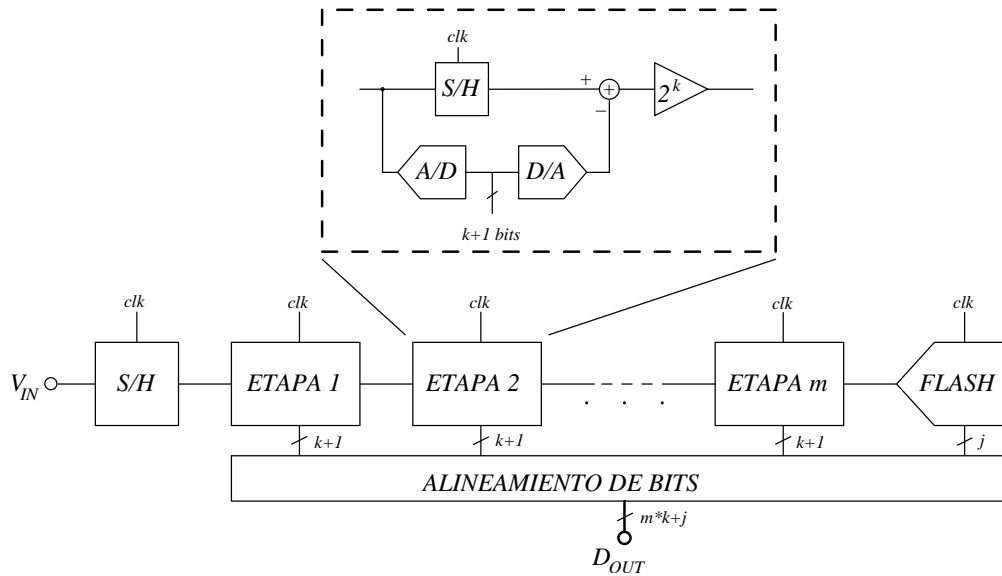 clk
S/H
+
+
−
2^k
A/D
D/A
k+1 bits
clk
clk
clk
clk
clk
V_IN
S/H
ETAPA 1
ETAPA 2
. . .
ETAPA m
FLASH
k+1
k+1
k+1
j
ALINEAMIENTO DE BITS
m*k+j
D_OUT